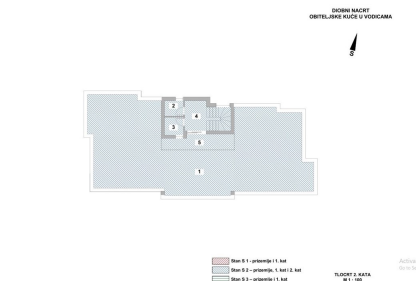 DIOBNI NACRT
OBITELJSKE KUĆE U VODICAMA
S
2
4
3
5
1
Stan S 1 - prizemlje i 1. kat
Stan S 2 – prizemlje, 1. kat i 2. kat
Stan S 3 – prizemlje i 1. kat
TLOCRT 2. KATA
M 1 : 100